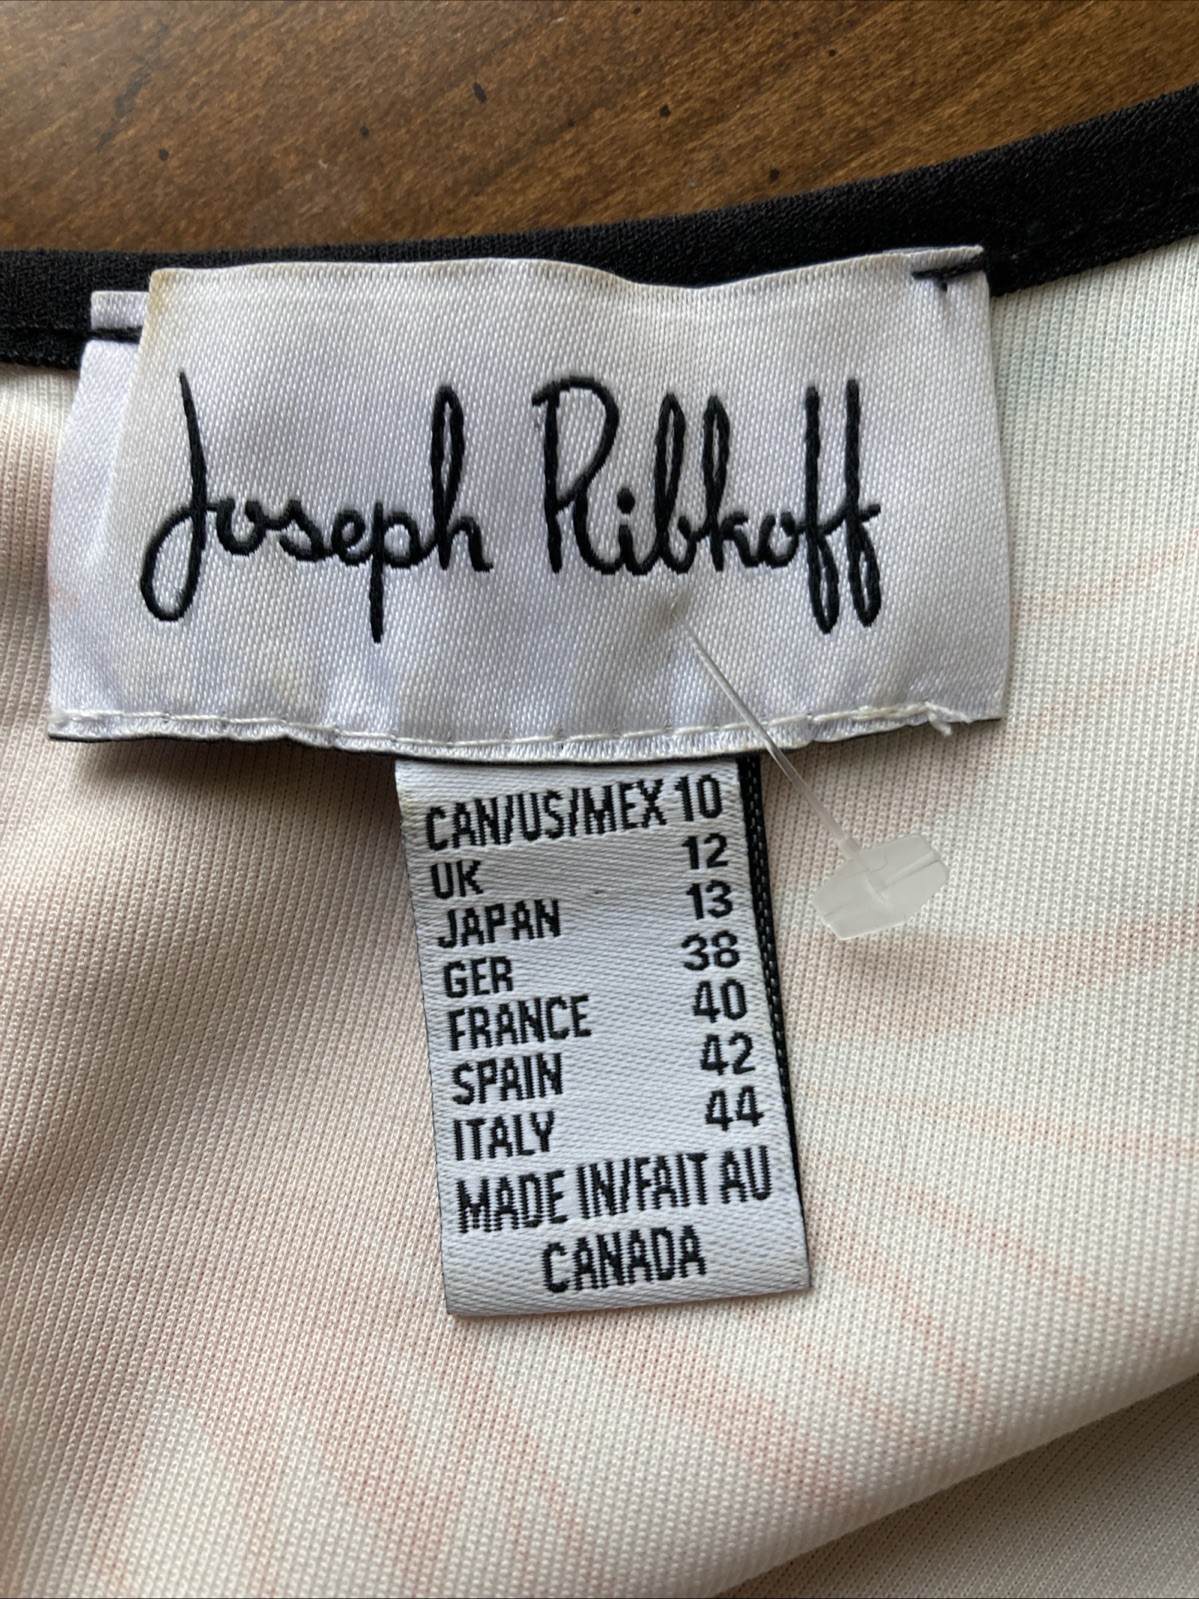 Joseph Ribkoff
CAN/US/MEX 10
UK 12
JAPAN 13
GER 38
FRANCE 40
SPAIN 42
ITALY 44
MADE IN/FAIT AU
CANADA